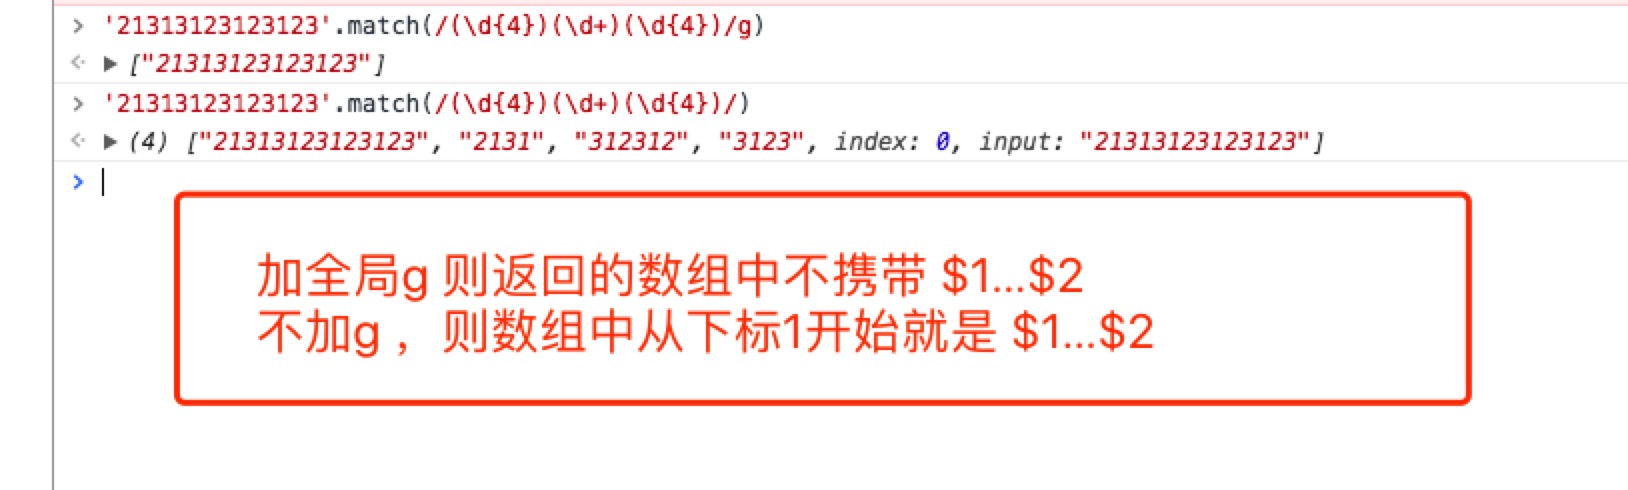 > '21313123123123'.match(/(\d{4})(\d+)(\d{4})/g)
<· ▶ ["21313123123123"]
> '21313123123123'.match(/(\d{4})(\d+)(\d{4})/)
<· ▶ (4) ["21313123123123", "2131", "312312", "3123", index: 0, input: "21313123123123"]
>
加全局g 则返回的数组中不携带 $1...$2
不加g ，则数组中从下标1开始就是 $1...$2